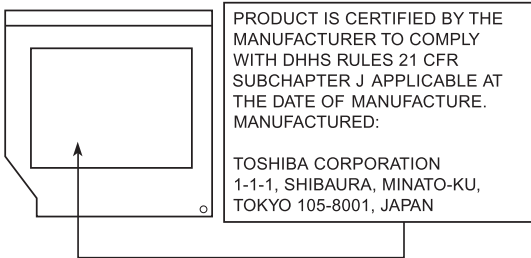 PRODUCT IS CERTIFIED BY THE
MANUFACTURER TO COMPLY
WITH DHHS RULES 21 CFR
SUBCHAPTER J APPLICABLE AT
THE DATE OF MANUFACTURE.
MANUFACTURED:
TOSHIBA CORPORATION
1-1-1, SHIBAURA, MINATO-KU,
TOKYO 105-8001, JAPAN